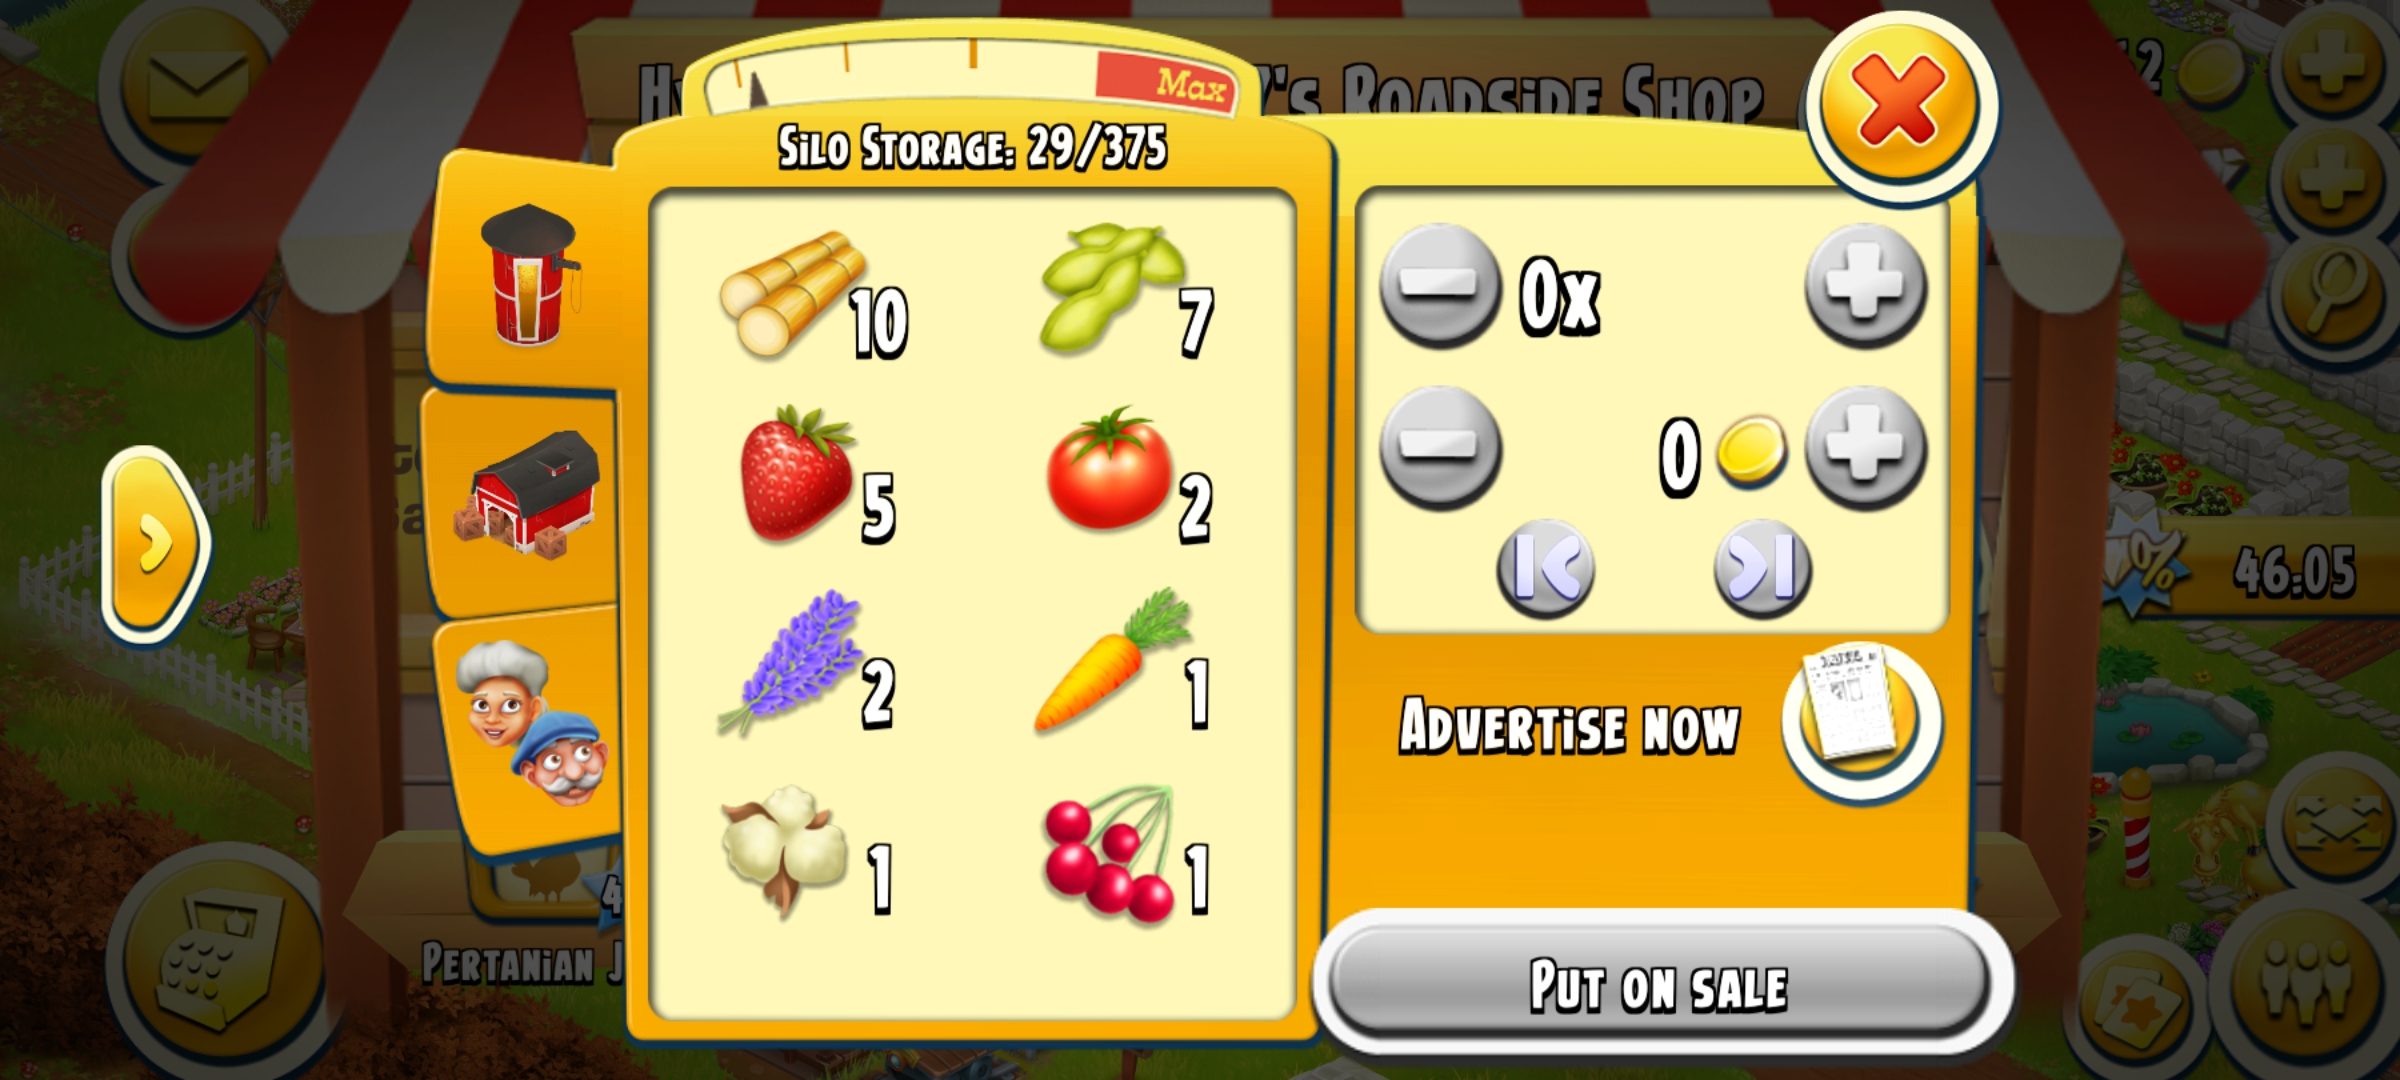 Max
'S ROADSIDE SHOP
SILO STORAGE: 29/375
10
7
0x
5
2
0
46:05
2
1
ADVERTISE NOW
1
1
PERTANIAN J
PUT ON SALE